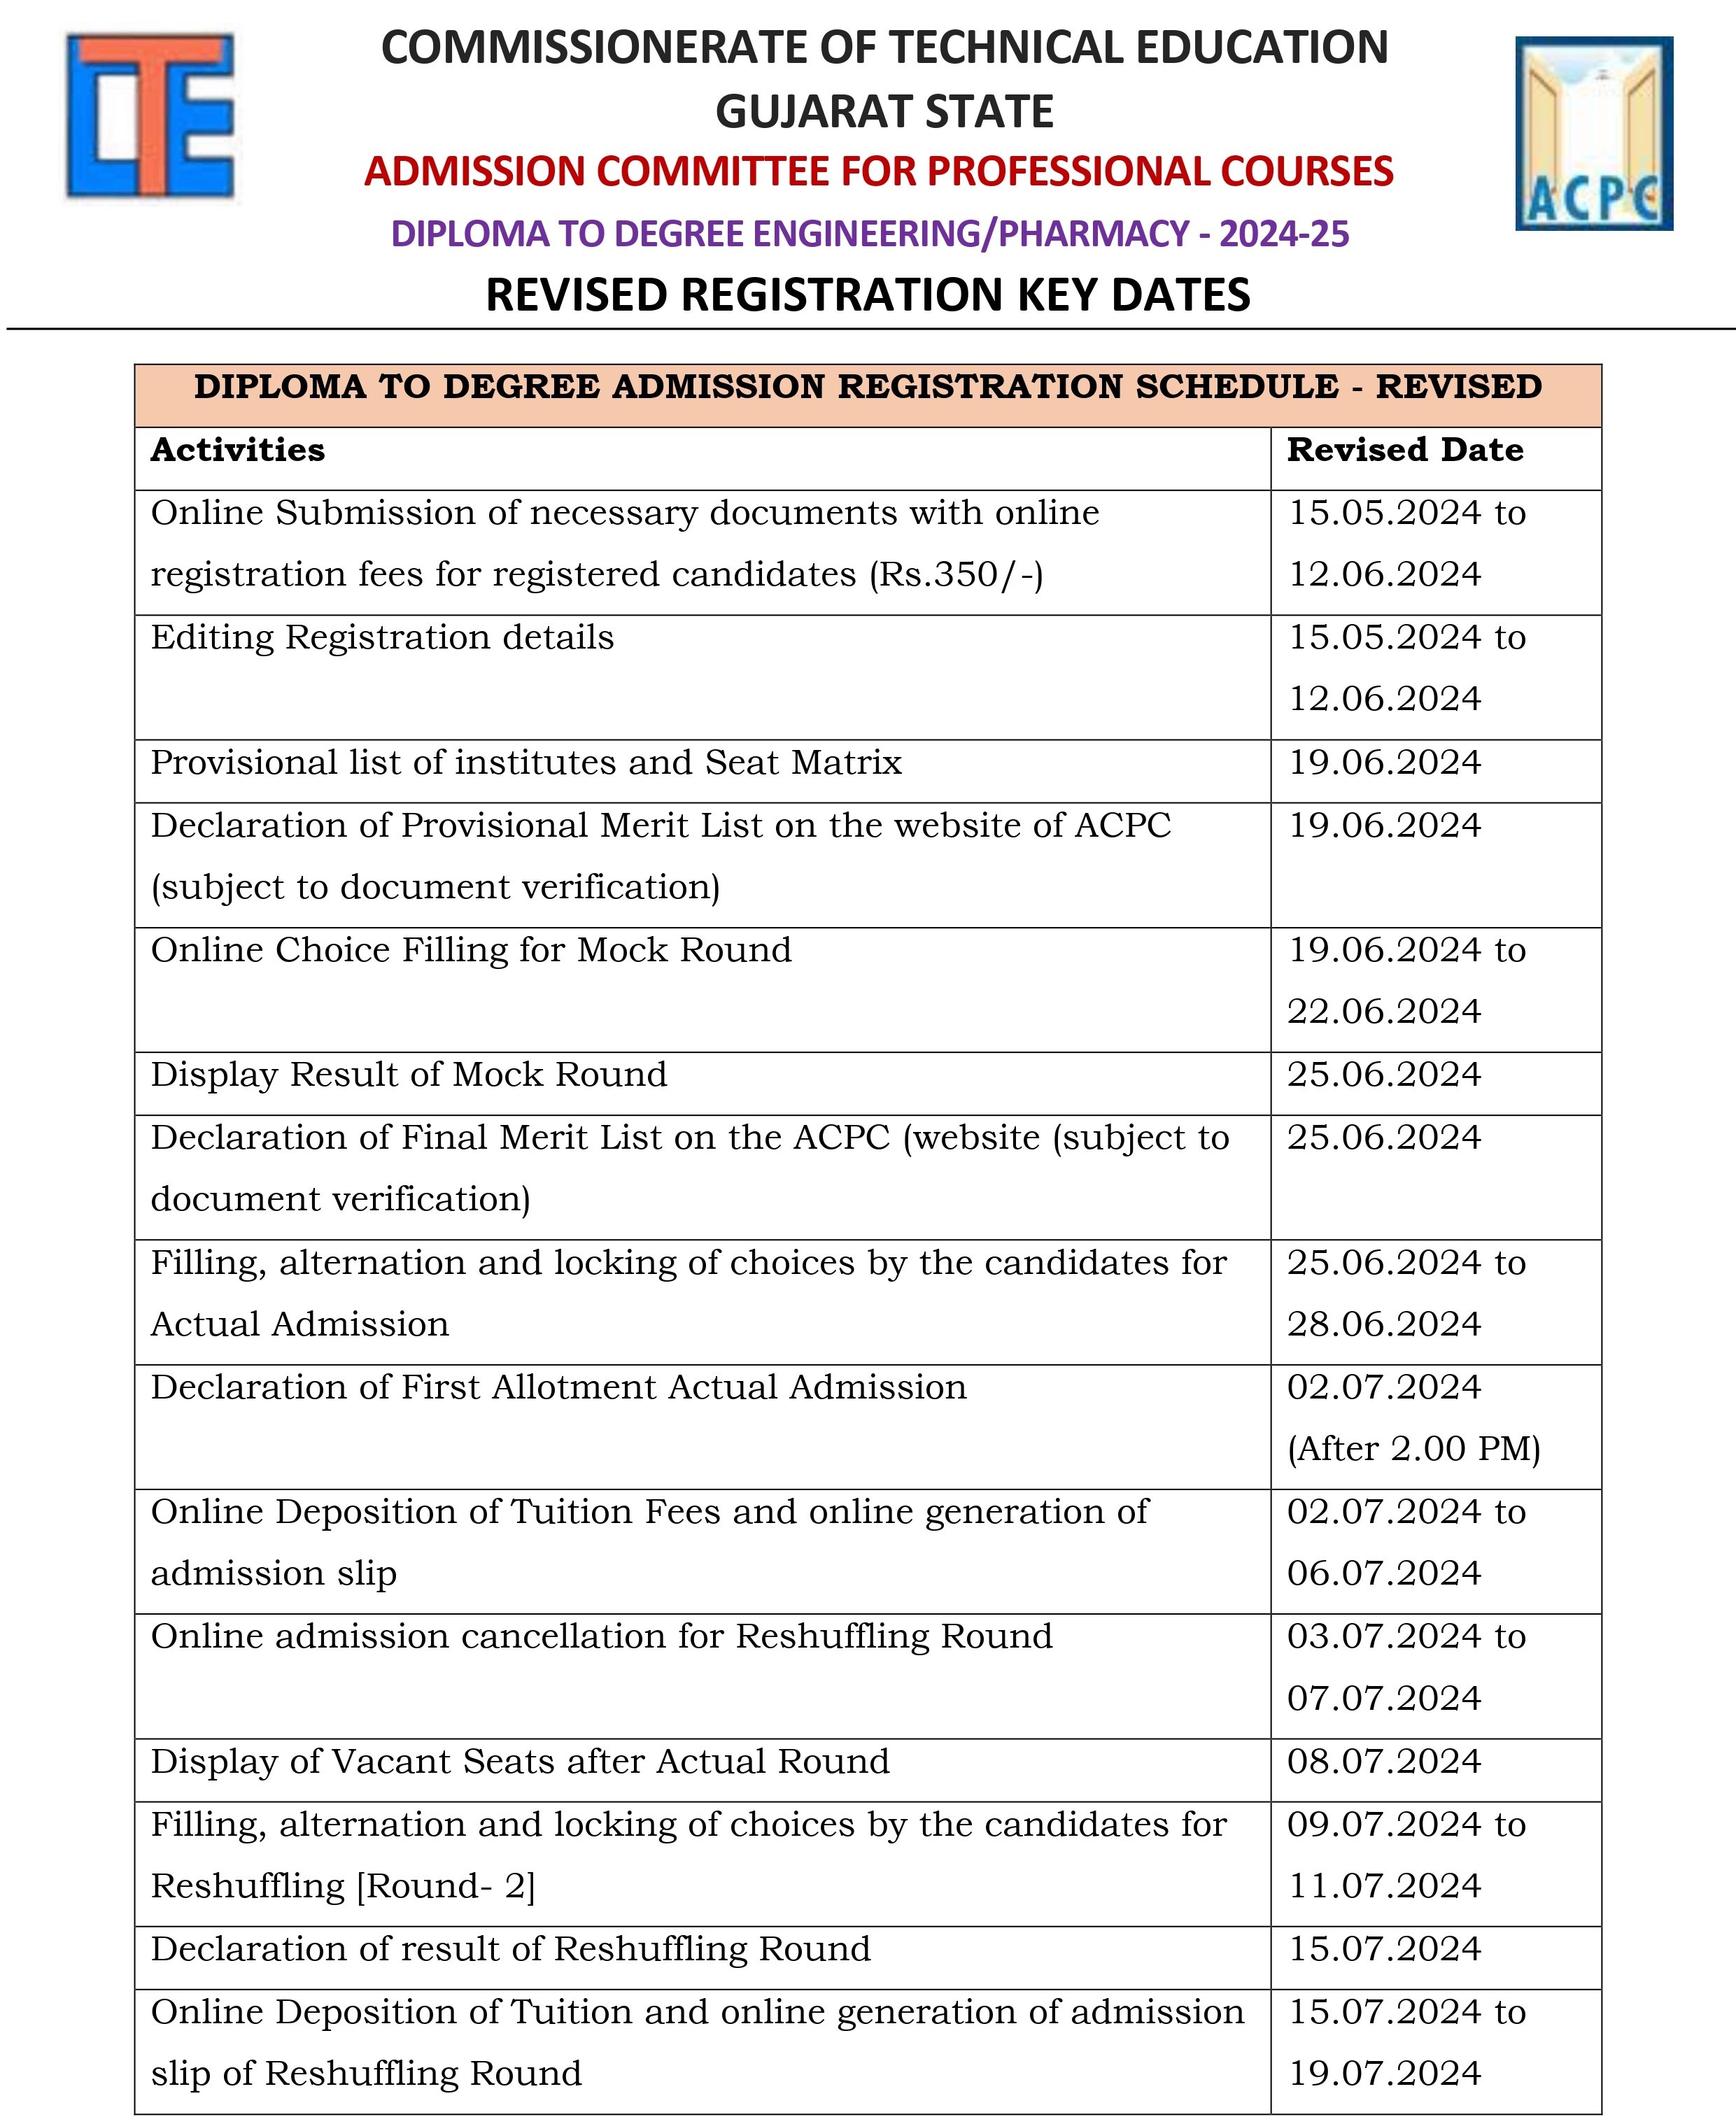 CTE
COMMISSIONERATE OF TECHNICAL EDUCATION
GUJARAT STATE
ADMISSION COMMITTEE FOR PROFESSIONAL COURSES
DIPLOMA TO DEGREE ENGINEERING/PHARMACY - 2024-25
REVISED REGISTRATION KEY DATES
ACPC
DIPLOMA TO DEGREE ADMISSION REGISTRATION SCHEDULE - REVISED
Activities Revised Date
Online Submission of necessary documents with online 15.05.2024 to
registration fees for registered candidates (Rs.350/-) 12.06.2024
Editing Registration details 15.05.2024 to
12.06.2024
Provisional list of institutes and Seat Matrix 19.06.2024
Declaration of Provisional Merit List on the website of ACPC 19.06.2024
(subject to document verification)
Online Choice Filling for Mock Round 19.06.2024 to
22.06.2024
Display Result of Mock Round 25.06.2024
Declaration of Final Merit List on the ACPC (website (subject to 25.06.2024
document verification)
Filling, alternation and locking of choices by the candidates for 25.06.2024 to
Actual Admission 28.06.2024
Declaration of First Allotment Actual Admission 02.07.2024
(After 2.00 PM)
Online Deposition of Tuition Fees and online generation of 02.07.2024 to
admission slip 06.07.2024
Online admission cancellation for Reshuffling Round 03.07.2024 to
07.07.2024
Display of Vacant Seats after Actual Round 08.07.2024
Filling, alternation and locking of choices by the candidates for 09.07.2024 to
Reshuffling [Round- 2] 11.07.2024
Declaration of result of Reshuffling Round 15.07.2024
Online Deposition of Tuition and online generation of admission 15.07.2024 to
slip of Reshuffling Round 19.07.2024